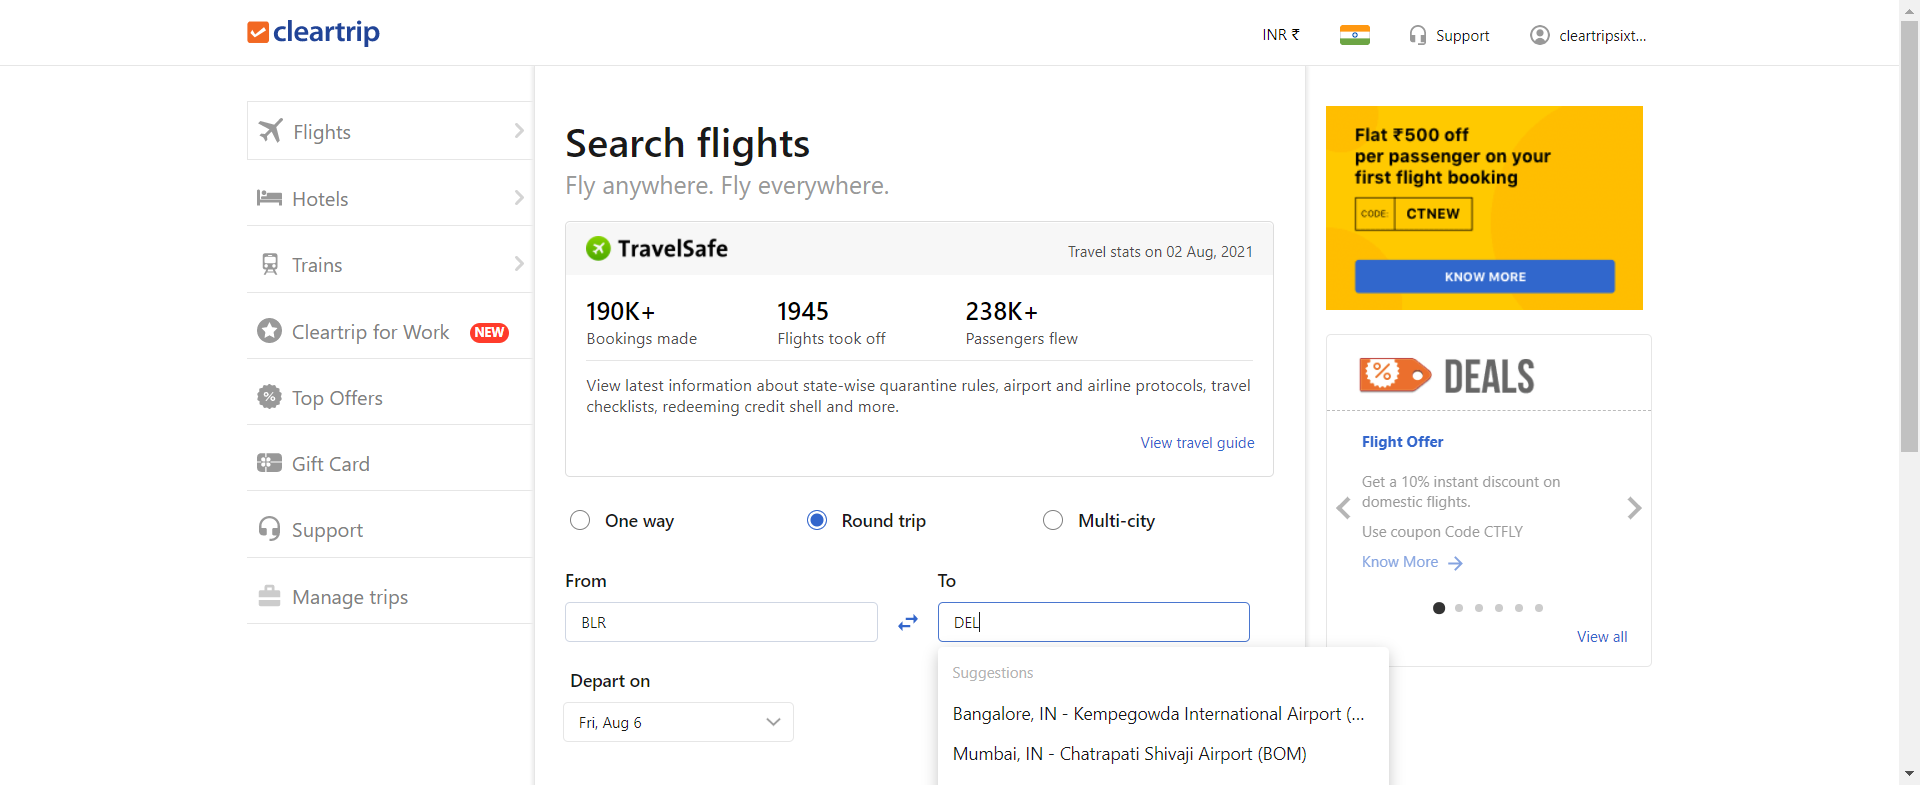 cleartrip
INR ₹
Support
cleartripsixt...
Flights
Hotels
Trains
Cleartrip for Work NEW
Top Offers
Gift Card
Support
Manage trips
Search flights
Fly anywhere. Fly everywhere.
TravelSafe
Travel stats on 02 Aug, 2021
190K+
Bookings made
1945
Flights took off
238K+
Passengers flew
View latest information about state-wise quarantine rules, airport and airline protocols, travel
checklists, redeeming credit shell and more.
View travel guide
One way
Round trip
Multi-city
From
BLR
To
DEL
Suggestions
Bangalore, IN - Kempegowda International Airport (...
Mumbai, IN - Chatrapati Shivaji Airport (BOM)
Depart on
Fri, Aug 6
Flat ₹500 off
per passenger on your
first flight booking
CODE: CTNEW
KNOW MORE
% DEALS
Flight Offer
Get a 10% instant discount on
domestic flights.
Use coupon Code CTFLY
Know More
View all